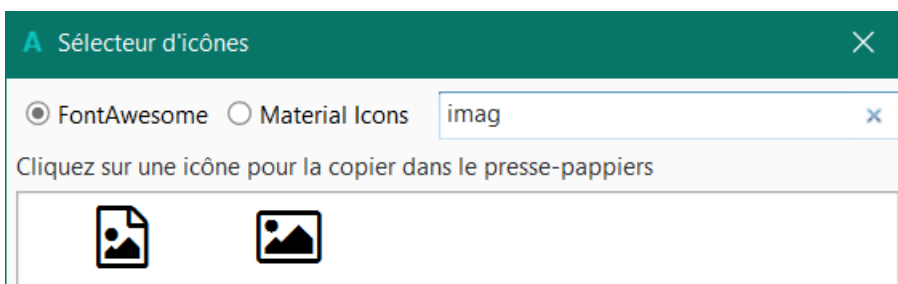 A Sélecteur d'icônes
FontAwesome Material Icons imag
Cliquez sur une icône pour la copier dans le presse-pappiers